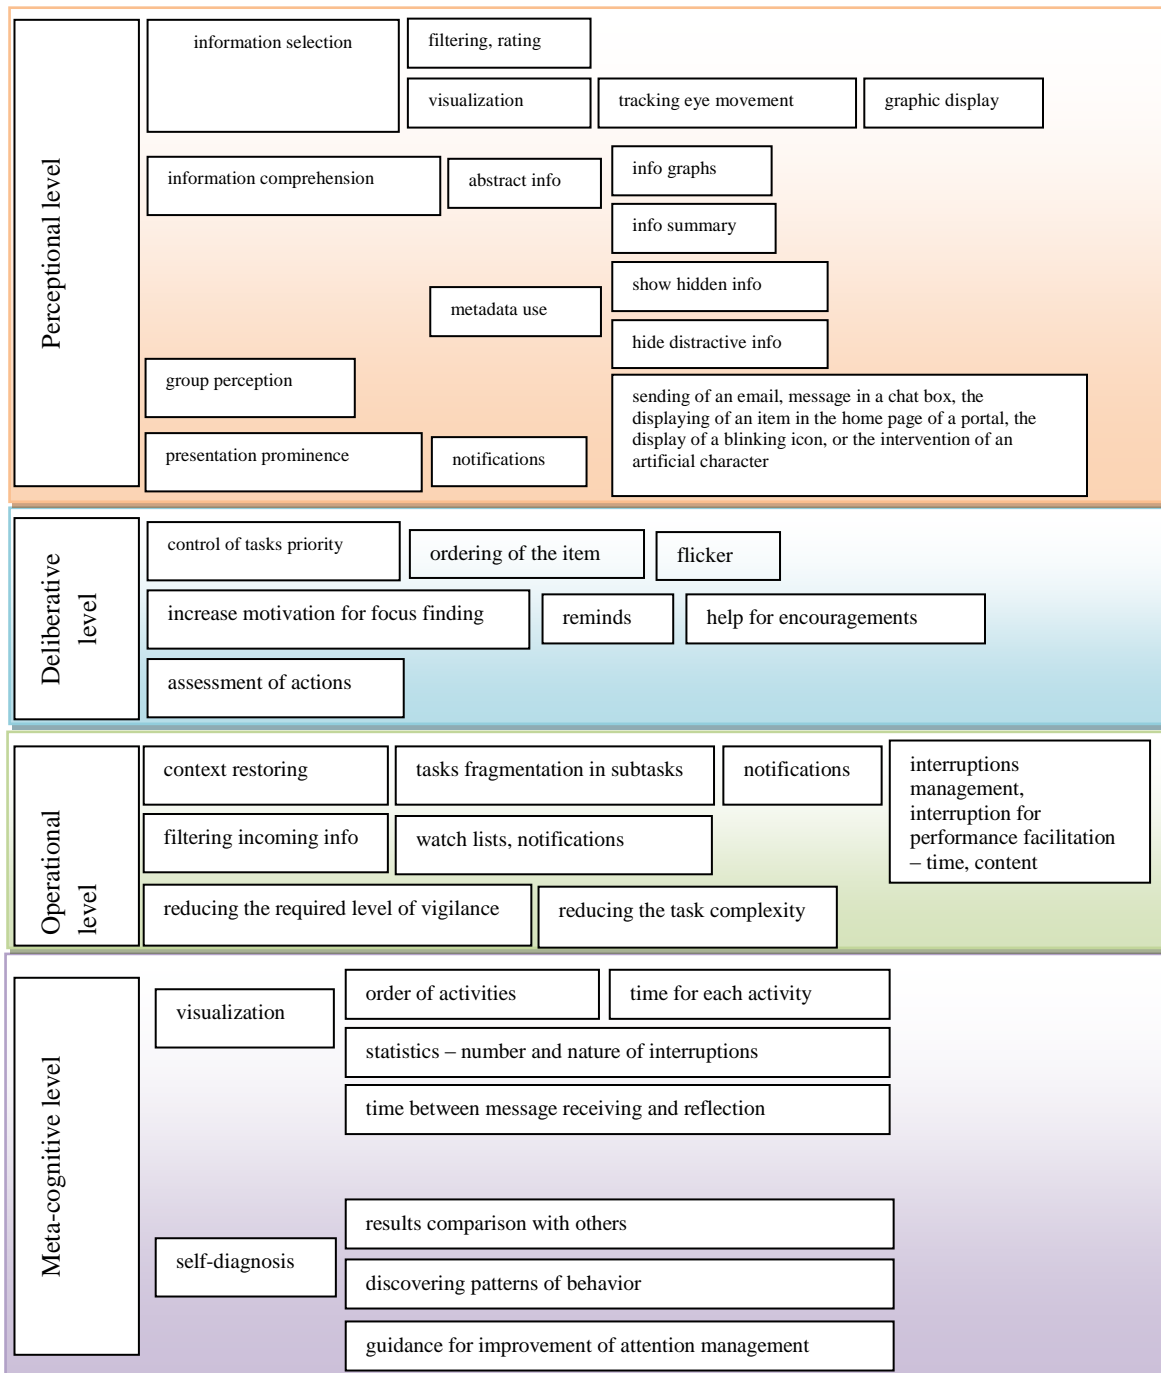 Perceptional level
information selection
filtering, rating
visualization
tracking eye movement
graphic display
information comprehension
abstract info
info graphs
info summary
metadata use
show hidden info
hide distractive info
group perception
presentation prominence
notifications
sending of an email, message in a chat box, the
displaying of an item in the home page of a portal, the
display of a blinking icon, or the intervention of an
artificial character
Deliberative
level
control of tasks priority
ordering of the item
flicker
increase motivation for focus finding
reminds
help for encouragements
assessment of actions
Operational
level
context restoring
tasks fragmentation in subtasks
notifications
interruptions
management,
interruption for
performance facilitation
– time, content
filtering incoming info
watch lists, notifications
reducing the required level of vigilance
reducing the task complexity
Meta-cognitive level
visualization
order of activities
time for each activity
statistics – number and nature of interruptions
time between message receiving and reflection
self-diagnosis
results comparison with others
discovering patterns of behavior
guidance for improvement of attention management